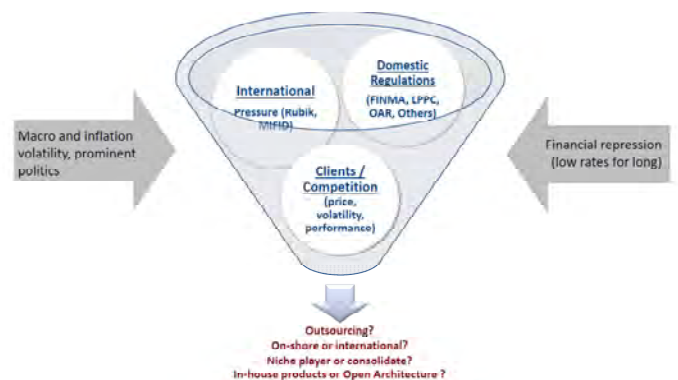 Domestic
Regulations
(FINMA, LPPC,
OAR, Others)
International
Pressure (Rubik,
MIFID)
Macro and inflation
volatility, prominent
politics
Financial repression
(low rates for long)
Clients /
Competition
(price,
volatility,
performance)
Outsourcing?
On-shore or international?
Niche player or consolidate?
In-house products or Open Architecture ?